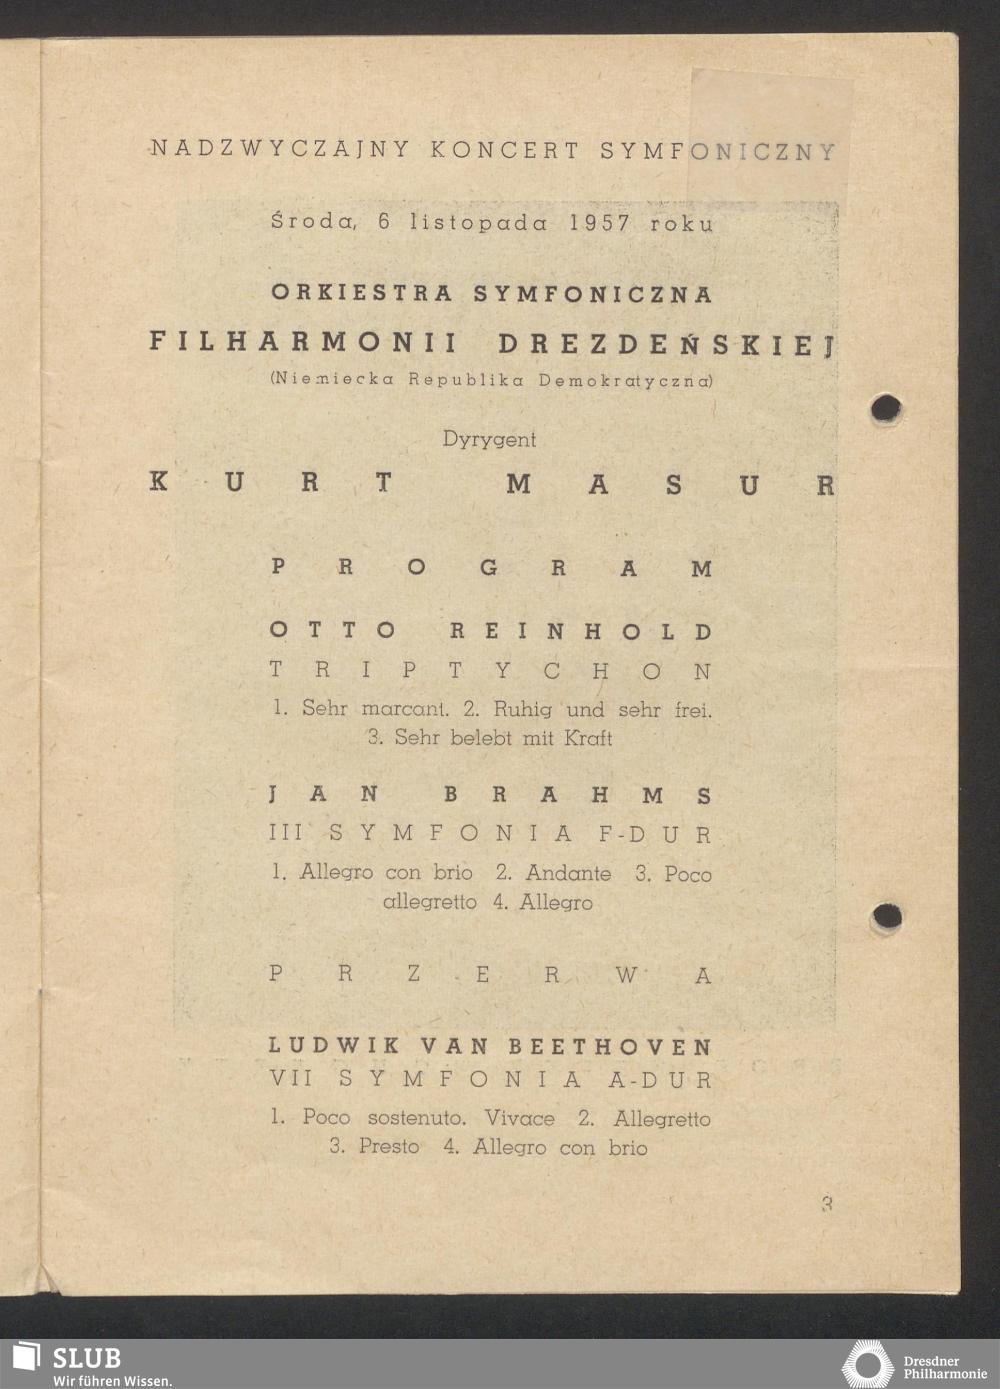 NADZWYCZAJNY KONCERT SYMFONICZNY
Środa, 6 listopada 1957 roku
ORKIESTRA SYMFONICZNA
FILHARMONII DREZDEŃSKIEJ
(Niemiecka Republika Demokratyczna)
Dyrygent
KURT MASUR
PROGRAM
OTTO REINHOLD
TRIPTYCHON
1. Sehr marcant. 2. Ruhig und sehr frei.
3. Sehr belebt mit Kraft
JAN BRAHMS
III SYMFONIA F-DUR
1. Allegro con brio 2. Andante 3. Poco
allegretto 4. Allegro
PRZERWA
LUDWIK VAN BEETHOVEN
VII SYMFONIA A-DUR
1. Poco sostenuto. Vivace 2. Allegretto
3. Presto 4. Allegro con brio
3
SLUB
Wir führen Wissen.
Dresdner
Philharmonie